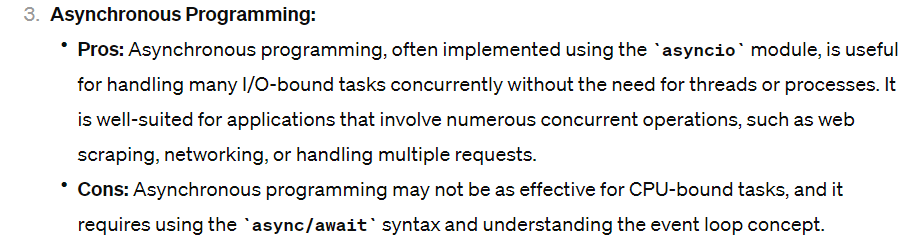 3. Asynchronous Programming:
• Pros: Asynchronous programming, often implemented using the `asyncio` module, is useful
for handling many I/O-bound tasks concurrently without the need for threads or processes. It
is well-suited for applications that involve numerous concurrent operations, such as web
scraping, networking, or handling multiple requests.
• Cons: Asynchronous programming may not be as effective for CPU-bound tasks, and it
requires using the `async/await` syntax and understanding the event loop concept.